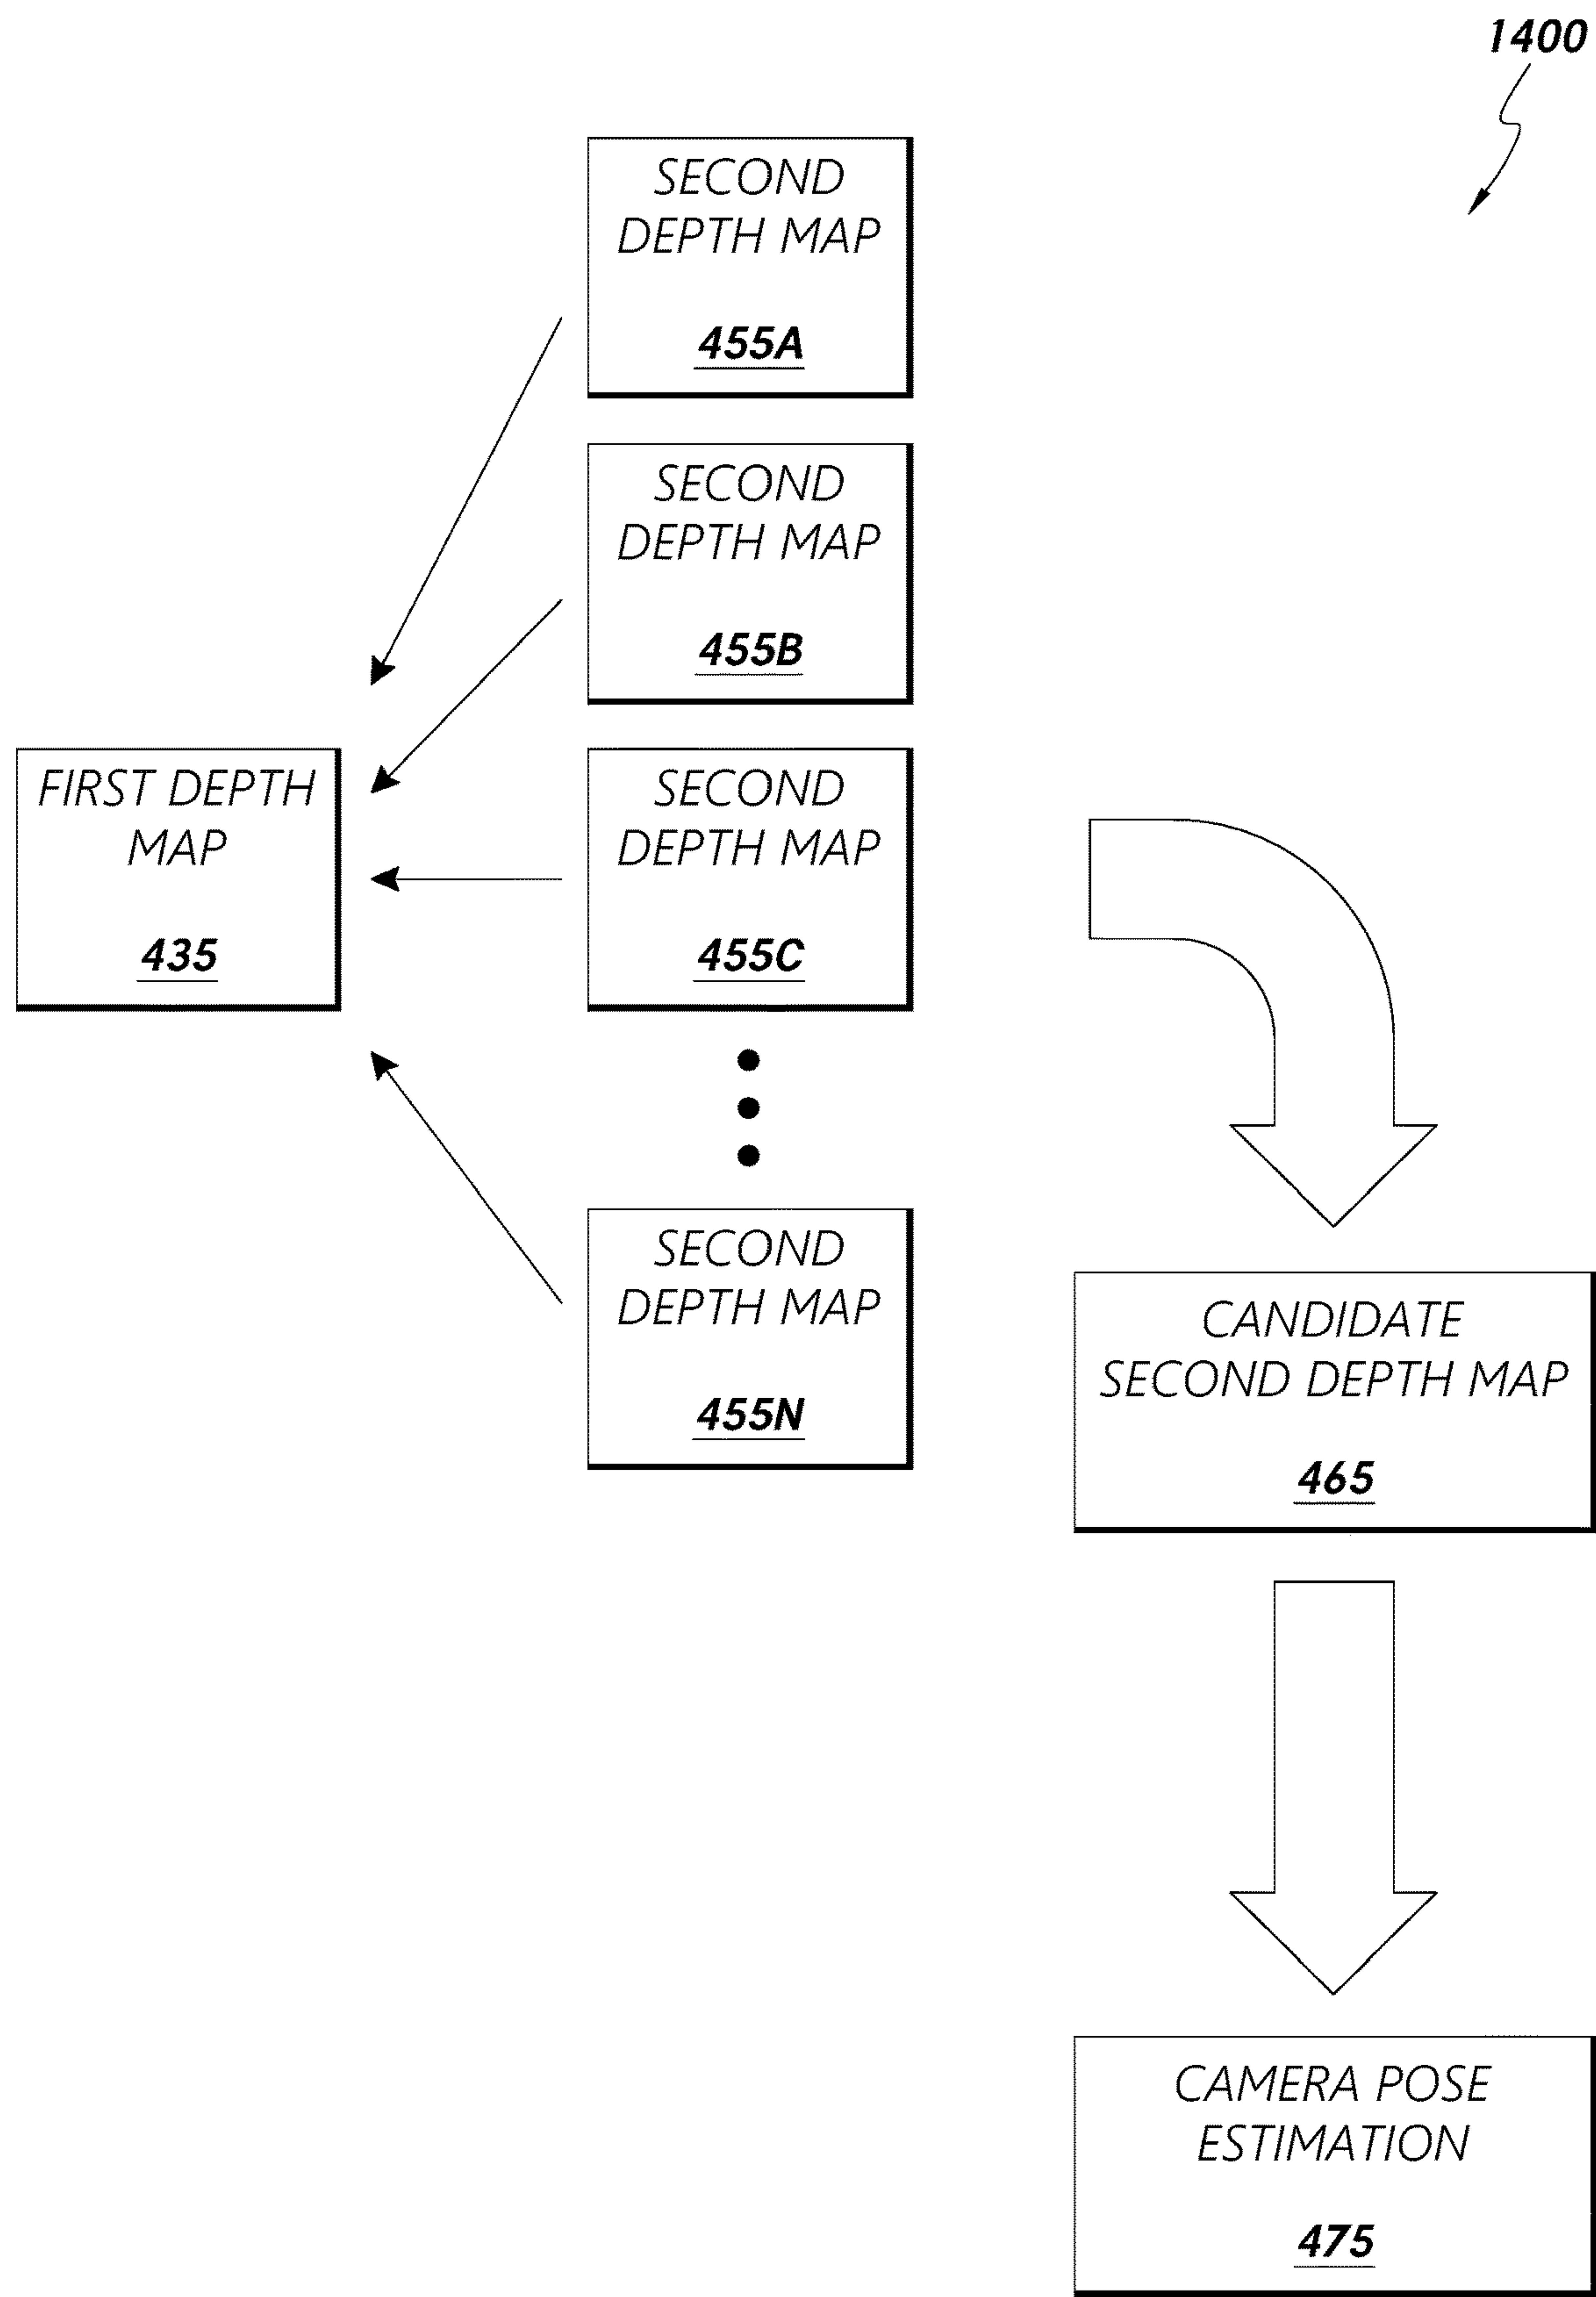 1400
SECOND
DEPTH MAP
455A
SECOND
DEPTH MAP
455B
FIRST DEPTH
MAP
435
SECOND
DEPTH MAP
455C
SECOND
DEPTH MAP
455N
CANDIDATE
SECOND DEPTH MAP
465
CAMERA POSE
ESTIMATION
475